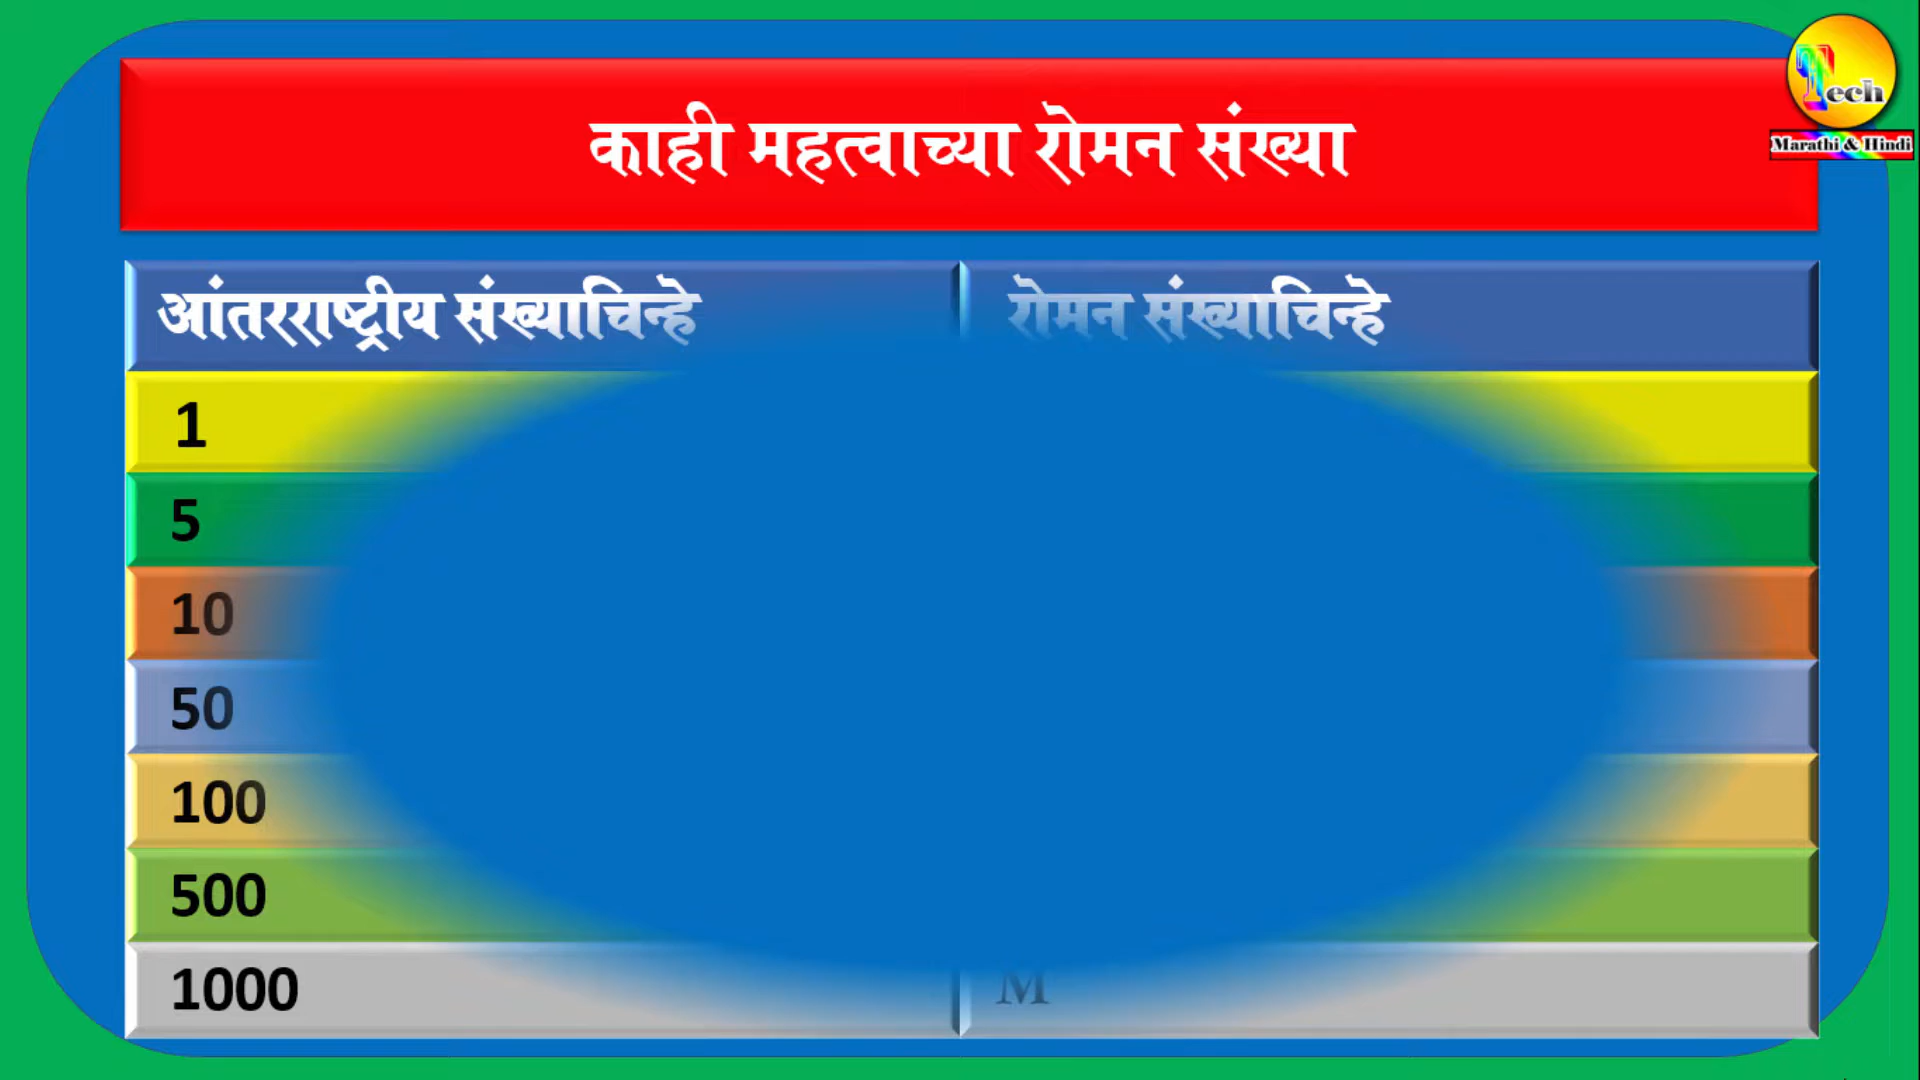 Tech
Marathi & Hindi
काही महत्वाच्या रोमन संख्या
आंतरराष्ट्रीय संख्याचिन्हे रोमन संख्याचिन्हे
1
5
10
50
100
500
1000 M